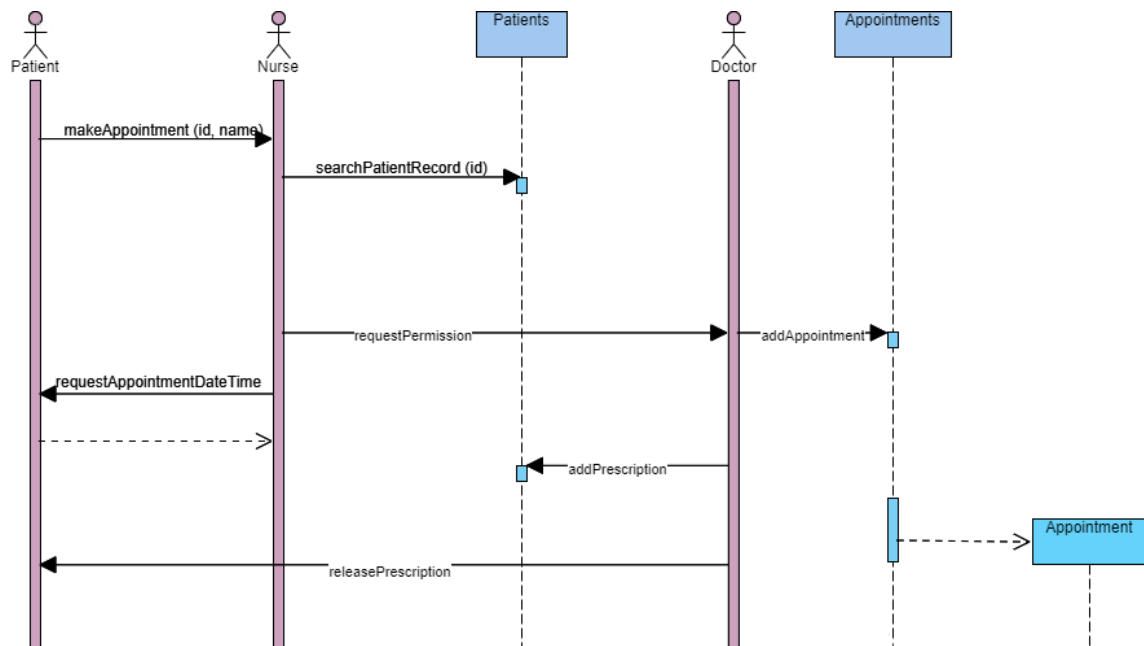 Patients
Appointments
Patient
Nurse
Doctor
makeAppointment (id, name)
searchPatientRecord (id)
requestPermission
addAppointment
requestAppointmentDateTime
addPrescription
Appointment
releasePrescription